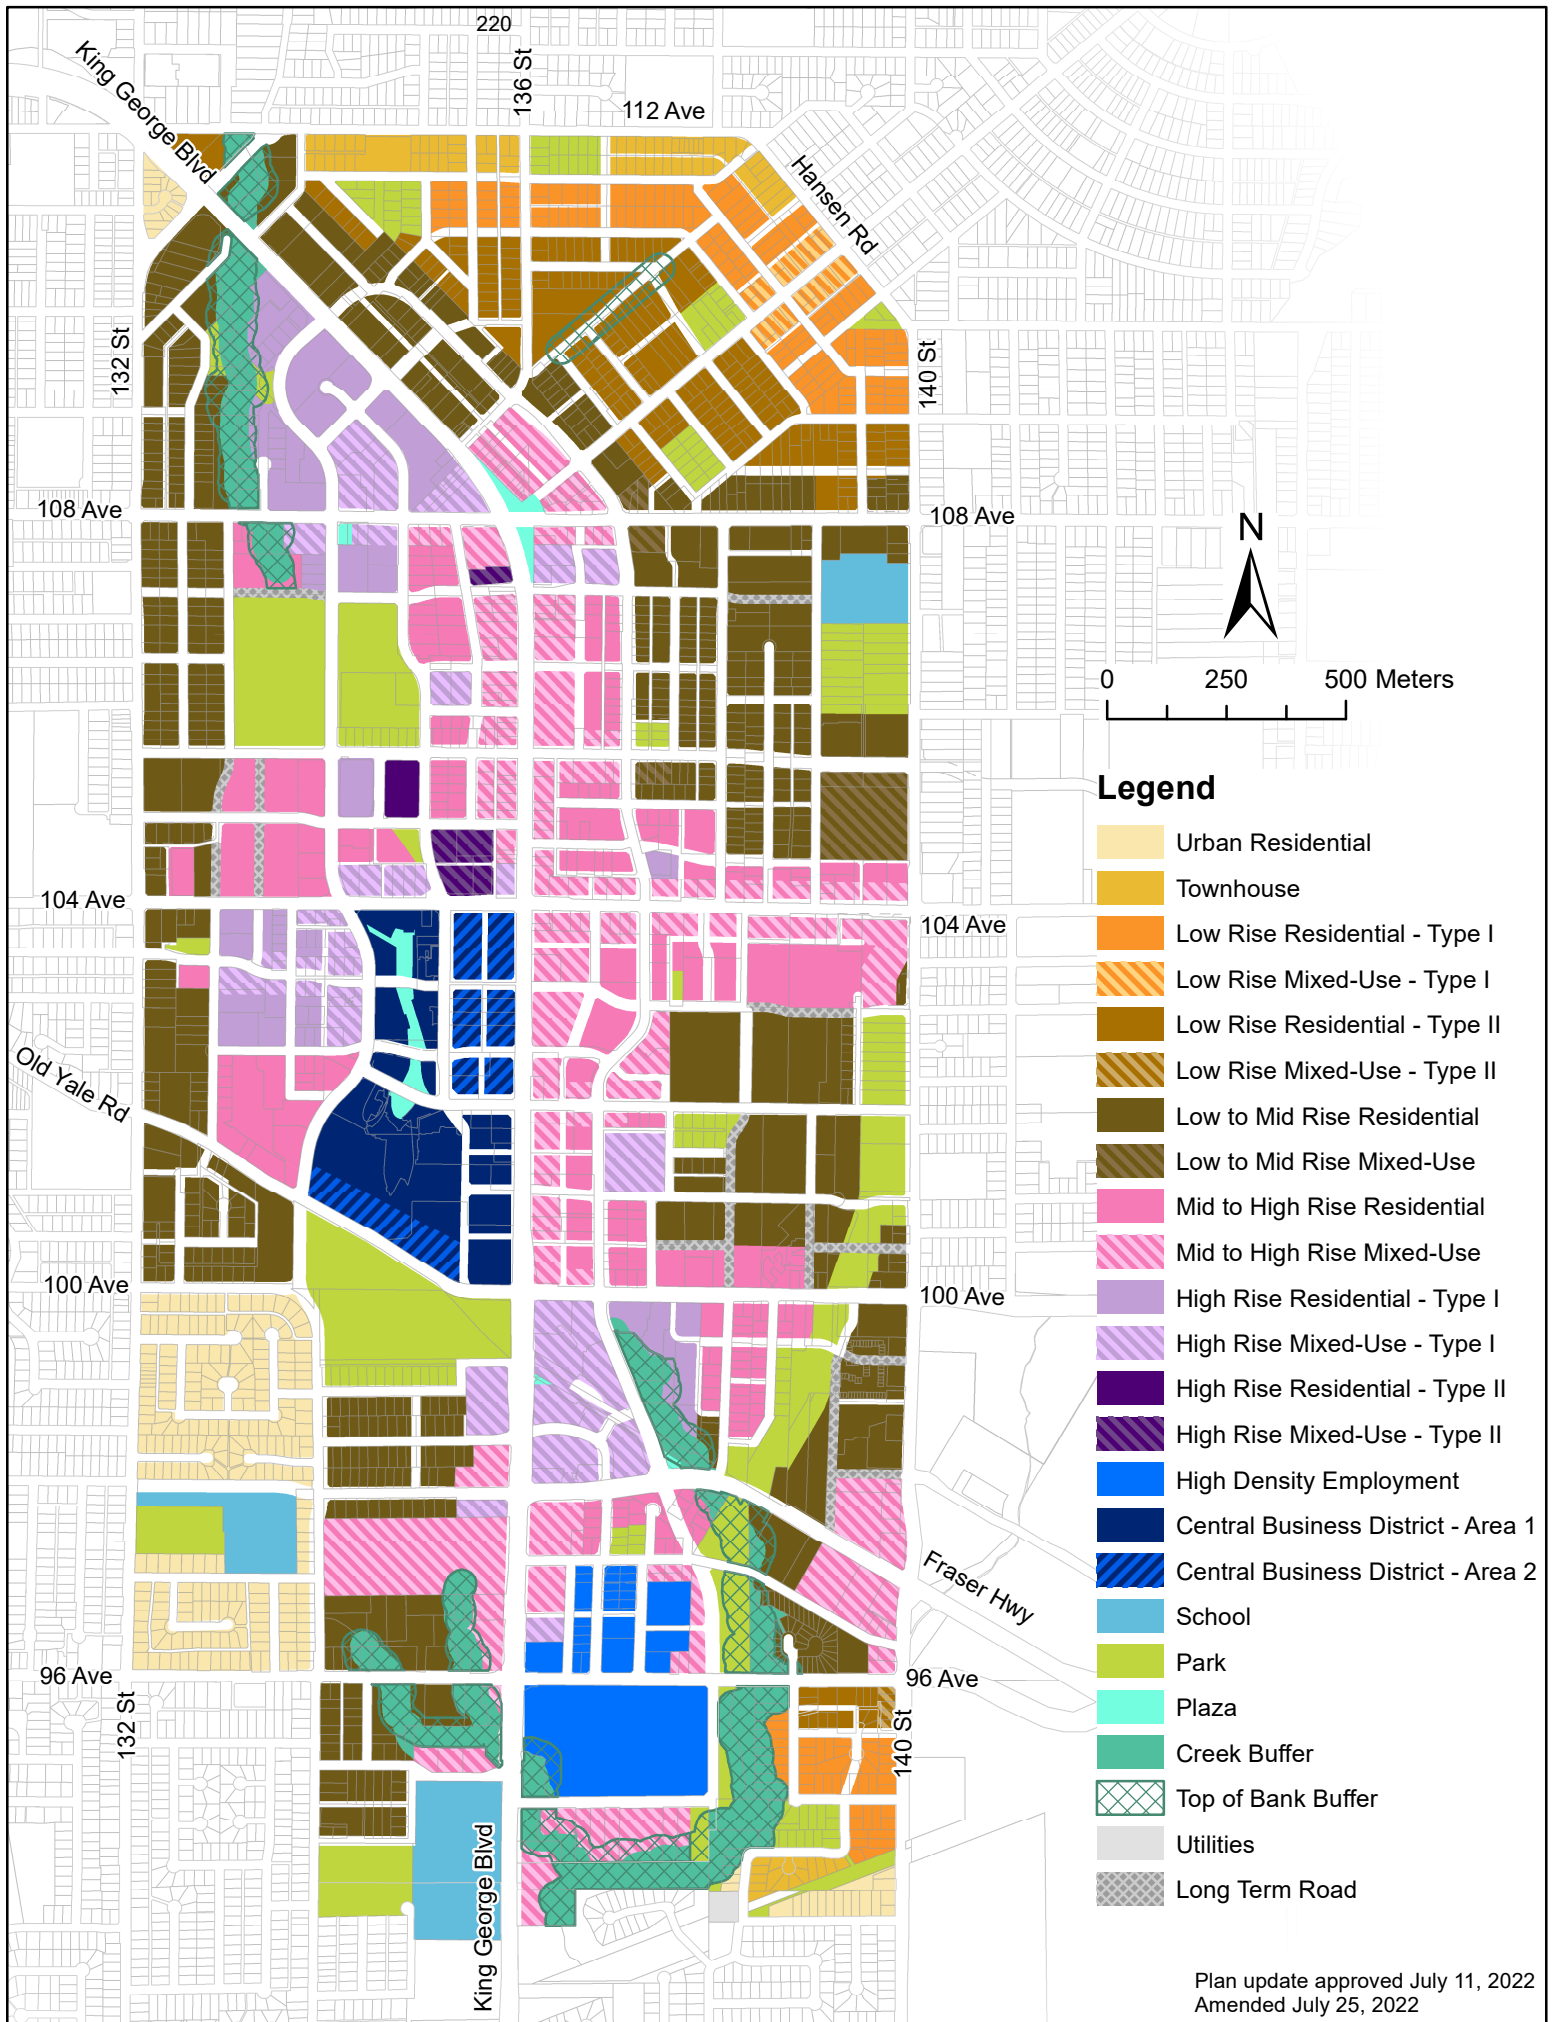 220
136 St
King George Blvd
112 Ave
Hansen Rd
132 St
140 St
108 Ave
108 Ave
N
0 250 500 Meters
104 Ave
104 Ave
Old Yale Rd
100 Ave
100 Ave
Fraser Hwy
96 Ave
96 Ave
132 St
140 St
King George Blvd
Legend
Urban Residential
Townhouse
Low Rise Residential - Type I
Low Rise Mixed-Use - Type I
Low Rise Residential - Type II
Low Rise Mixed-Use - Type II
Low to Mid Rise Residential
Low to Mid Rise Mixed-Use
Mid to High Rise Residential
Mid to High Rise Mixed-Use
High Rise Residential - Type I
High Rise Mixed-Use - Type I
High Rise Residential - Type II
High Rise Mixed-Use - Type II
High Density Employment
Central Business District - Area 1
Central Business District - Area 2
School
Park
Plaza
Creek Buffer
Top of Bank Buffer
Utilities
Long Term Road
Plan update approved July 11, 2022
Amended July 25, 2022